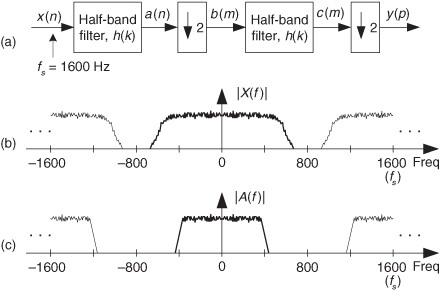 x(n)
Half-band
filter, h(k)
a(n)
↓ 2
b(m)
Half-band
filter, h(k)
c(m)
↓ 2
y(p)
(a)
fs = 1600 Hz
|X(f)|
(b)
. . .
. . .
−1600
−800
0
800
1600
Freq
(fs)
|A(f)|
(c)
. . .
. . .
−1600
−800
0
800
1600
Freq
(fs)